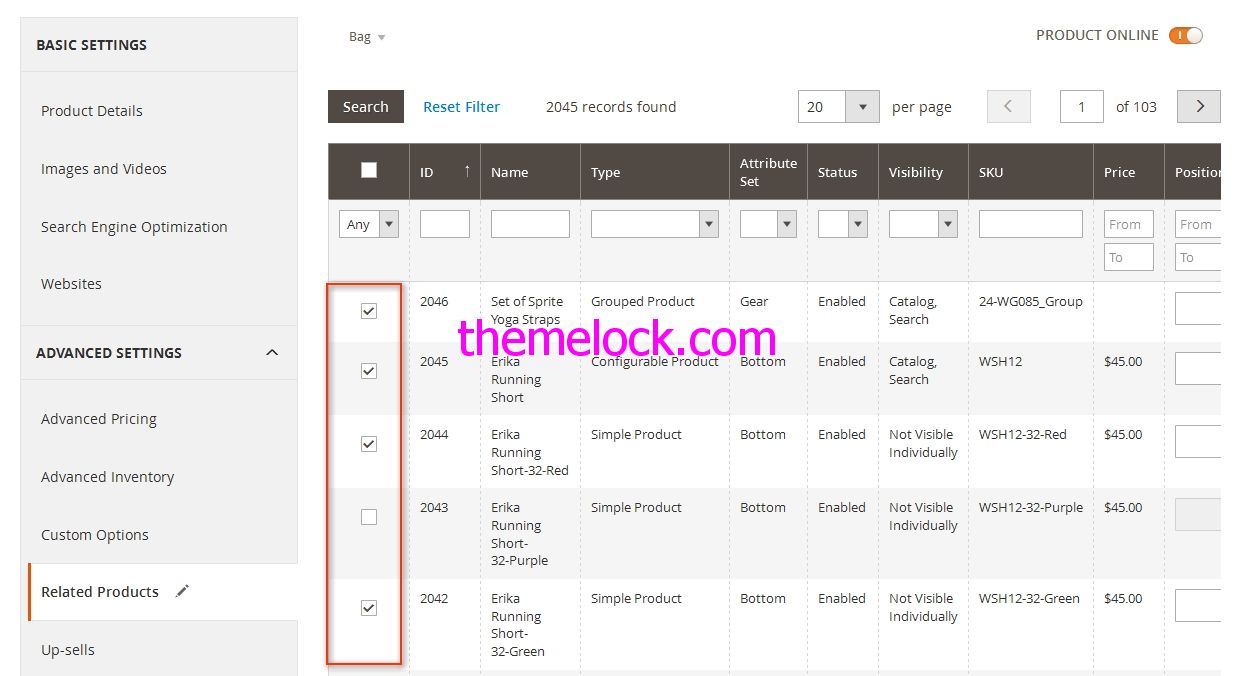 BASIC SETTINGS
Product Details
Images and Videos
Search Engine Optimization
Websites
ADVANCED SETTINGS
Advanced Pricing
Advanced Inventory
Custom Options
Related Products
Up-sells
Bag
PRODUCT ONLINE
Search Reset Filter 2045 records found 20 per page 1 of 103
ID Name Type Attribute Set Status Visibility SKU Price Position
Any From From
To To
2046 Set of Sprite Grouped Product Gear Enabled Catalog, 24-WG085_Group
Yoga Straps Search
themelock.com
2045 Erika Configurable Product Bottom Enabled Catalog, WSH12 $45.00
Running Search
Short
2044 Erika Simple Product Bottom Enabled Not Visible WSH12-32-Red $45.00
Running Individually
Short-32-Red
2043 Erika Simple Product Bottom Enabled Not Visible WSH12-32-Purple $45.00
Running Individually
Short-
32-Purple
2042 Erika Simple Product Bottom Enabled Not Visible WSH12-32-Green $45.00
Running Individually
Short-
32-Green